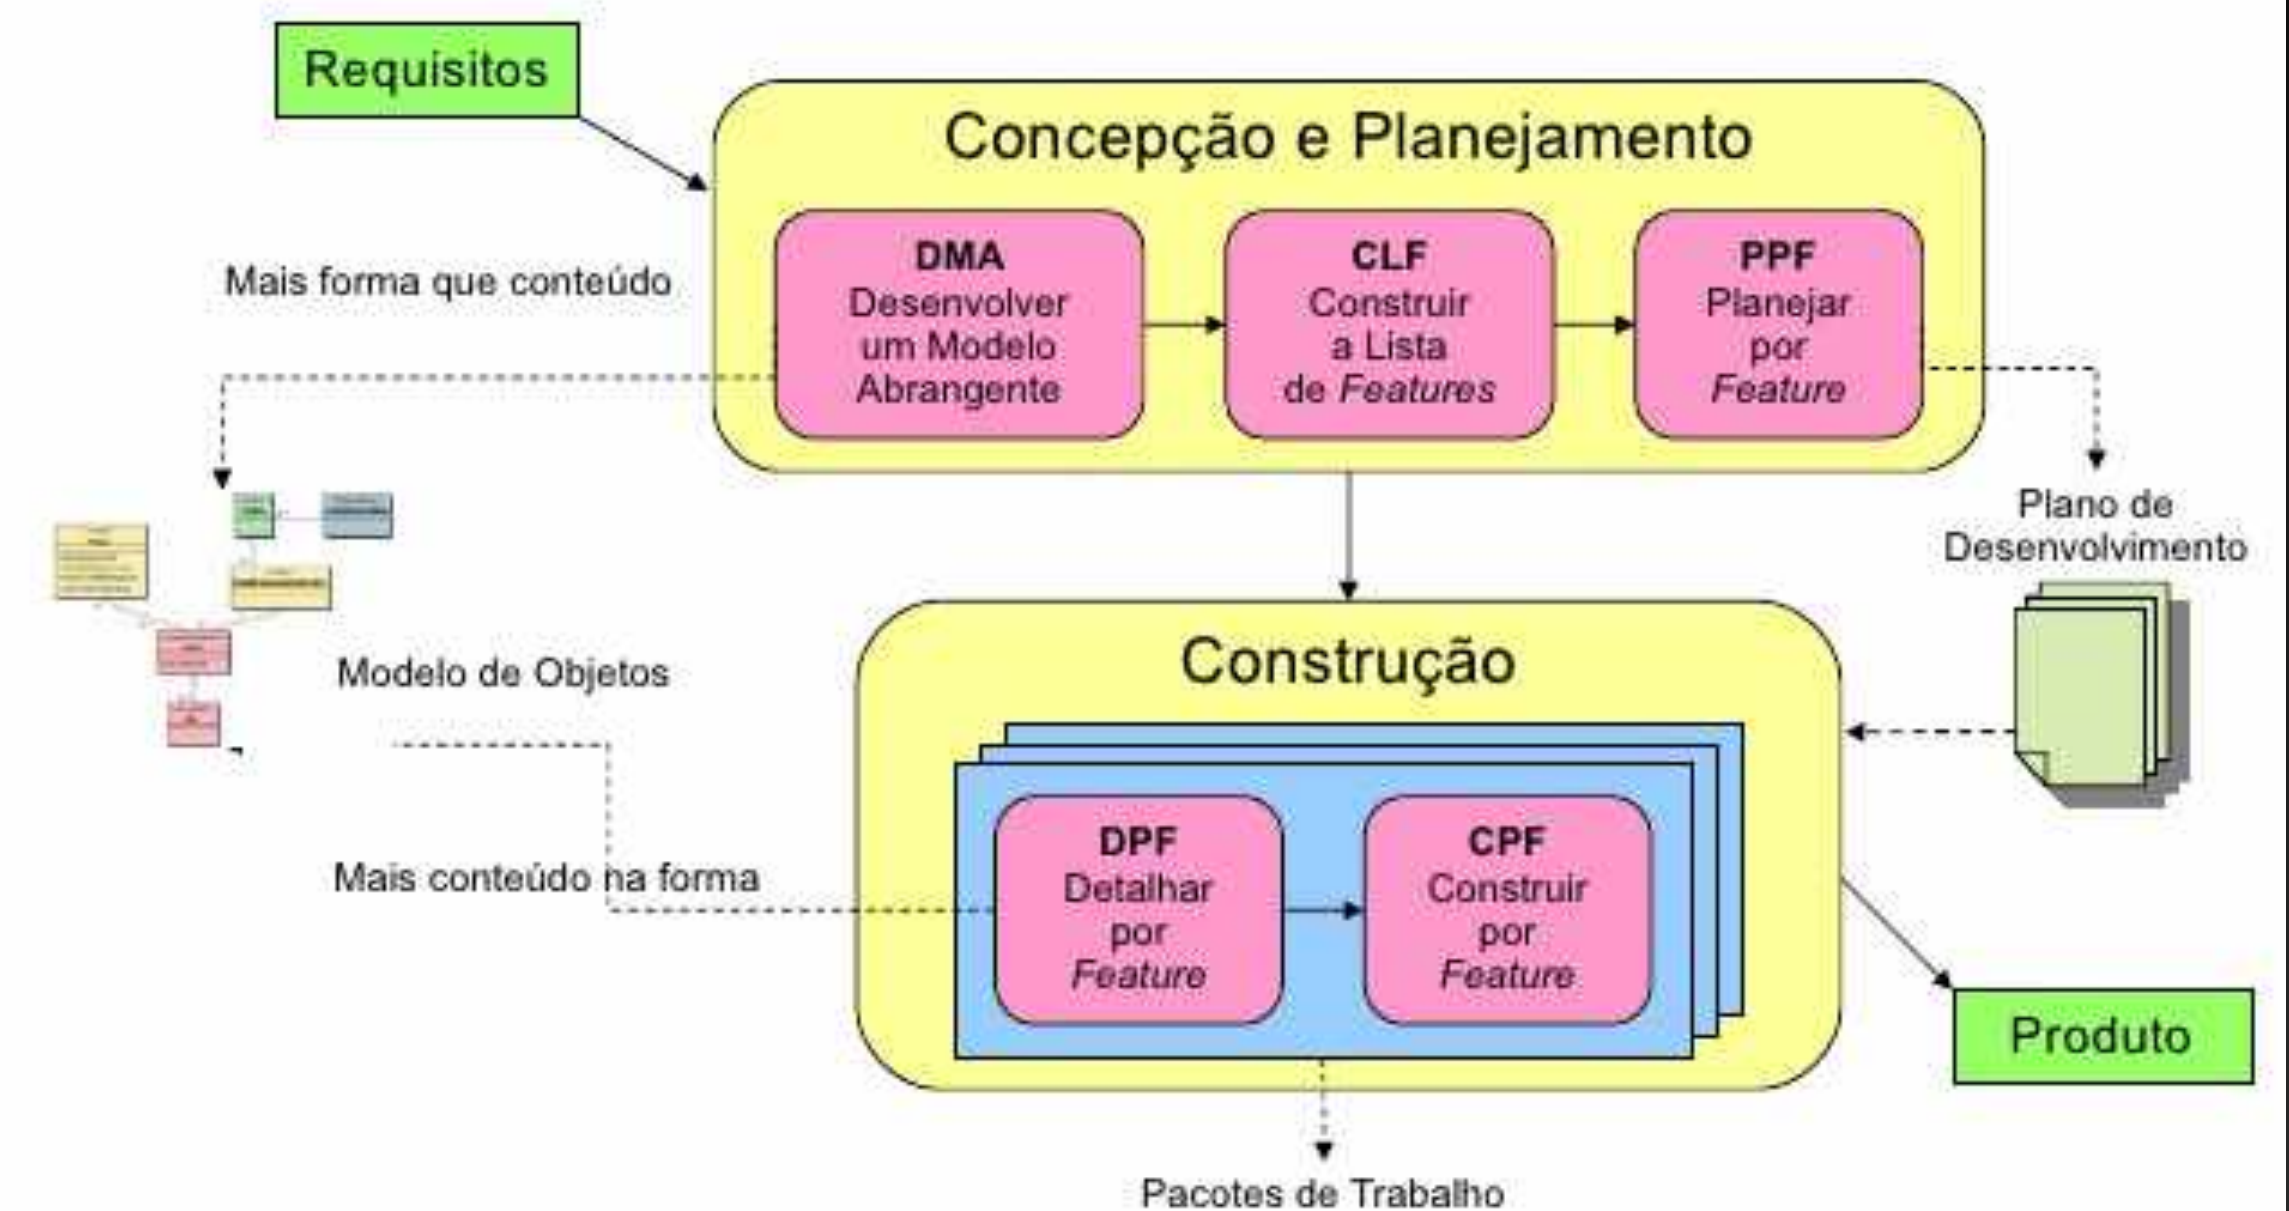 Requisitos
Concepção e Planejamento
DMA
Desenvolver
um Modelo
Abrangente
CLF
Construir
a Lista
de Features
PPF
Planejar
por
Feature
Mais forma que conteúdo
Plano de
Desenvolvimento
Modelo de Objetos
Construção
Mais conteúdo na forma
DPF
Detalhar
por
Feature
CPF
Construir
por
Feature
Produto
Pacotes de Trabalho